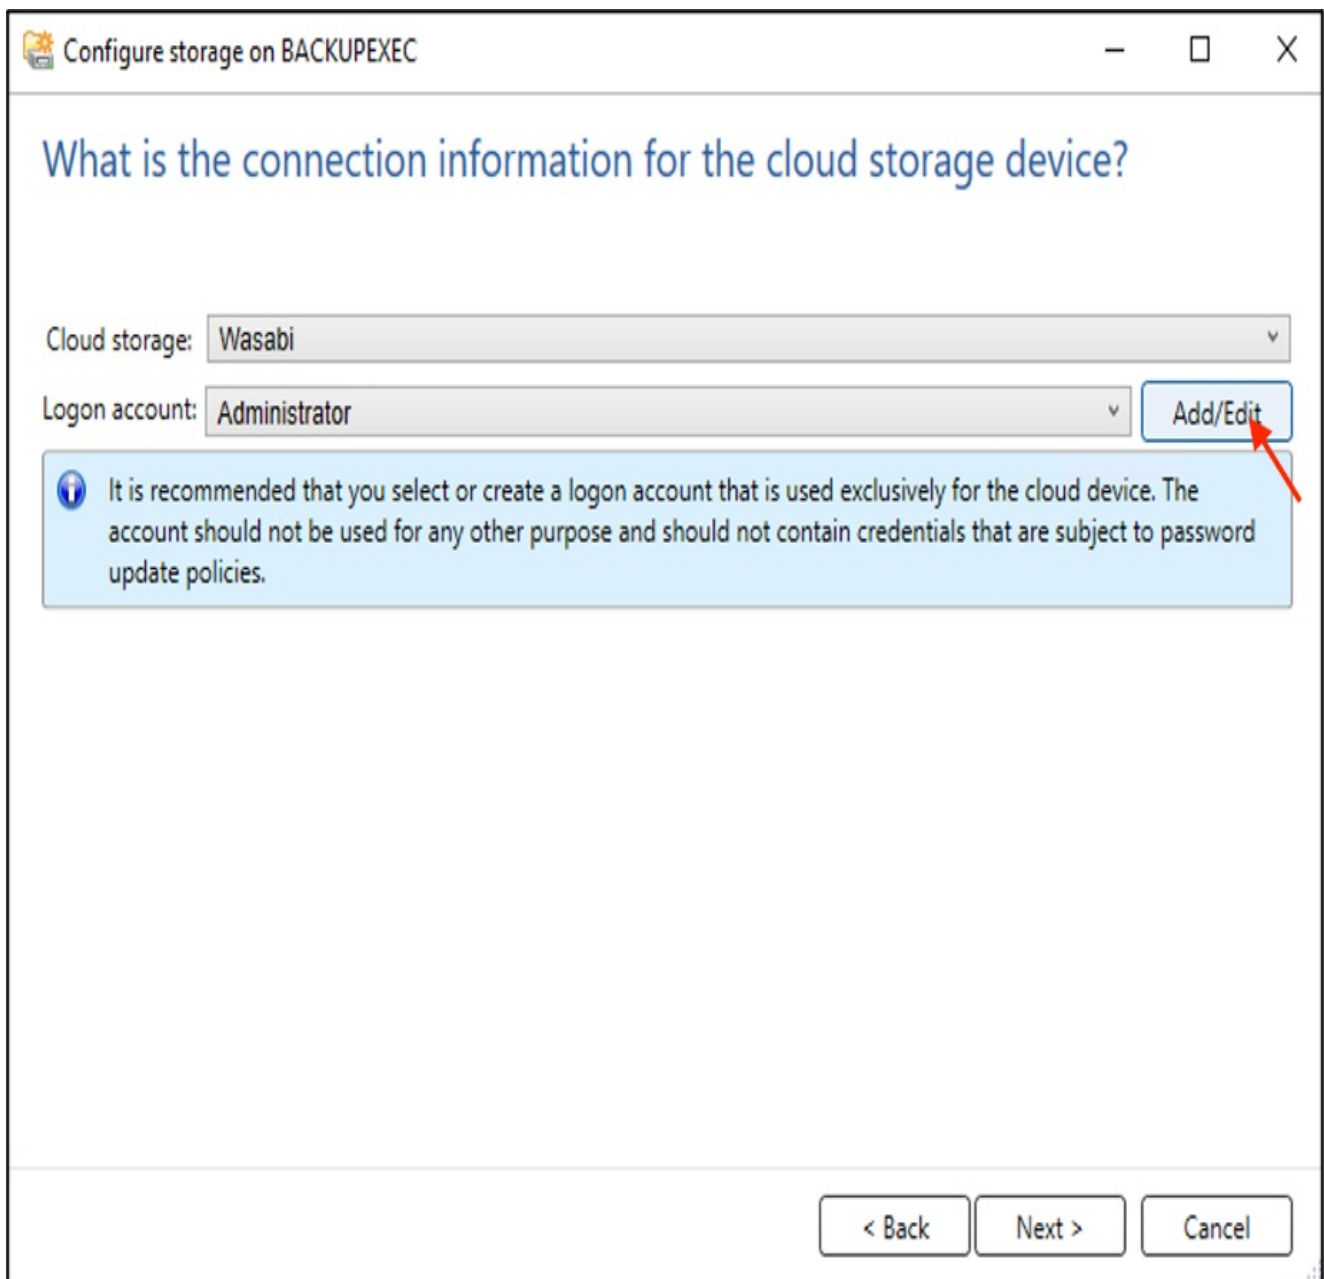 Configure storage on BACKUPEXEC
What is the connection information for the cloud storage device?
Cloud storage: Wasabi
Logon account: Administrator Add/Edit
It is recommended that you select or create a logon account that is used exclusively for the cloud device. The
account should not be used for any other purpose and should not contain credentials that are subject to password
update policies.
< Back Next > Cancel